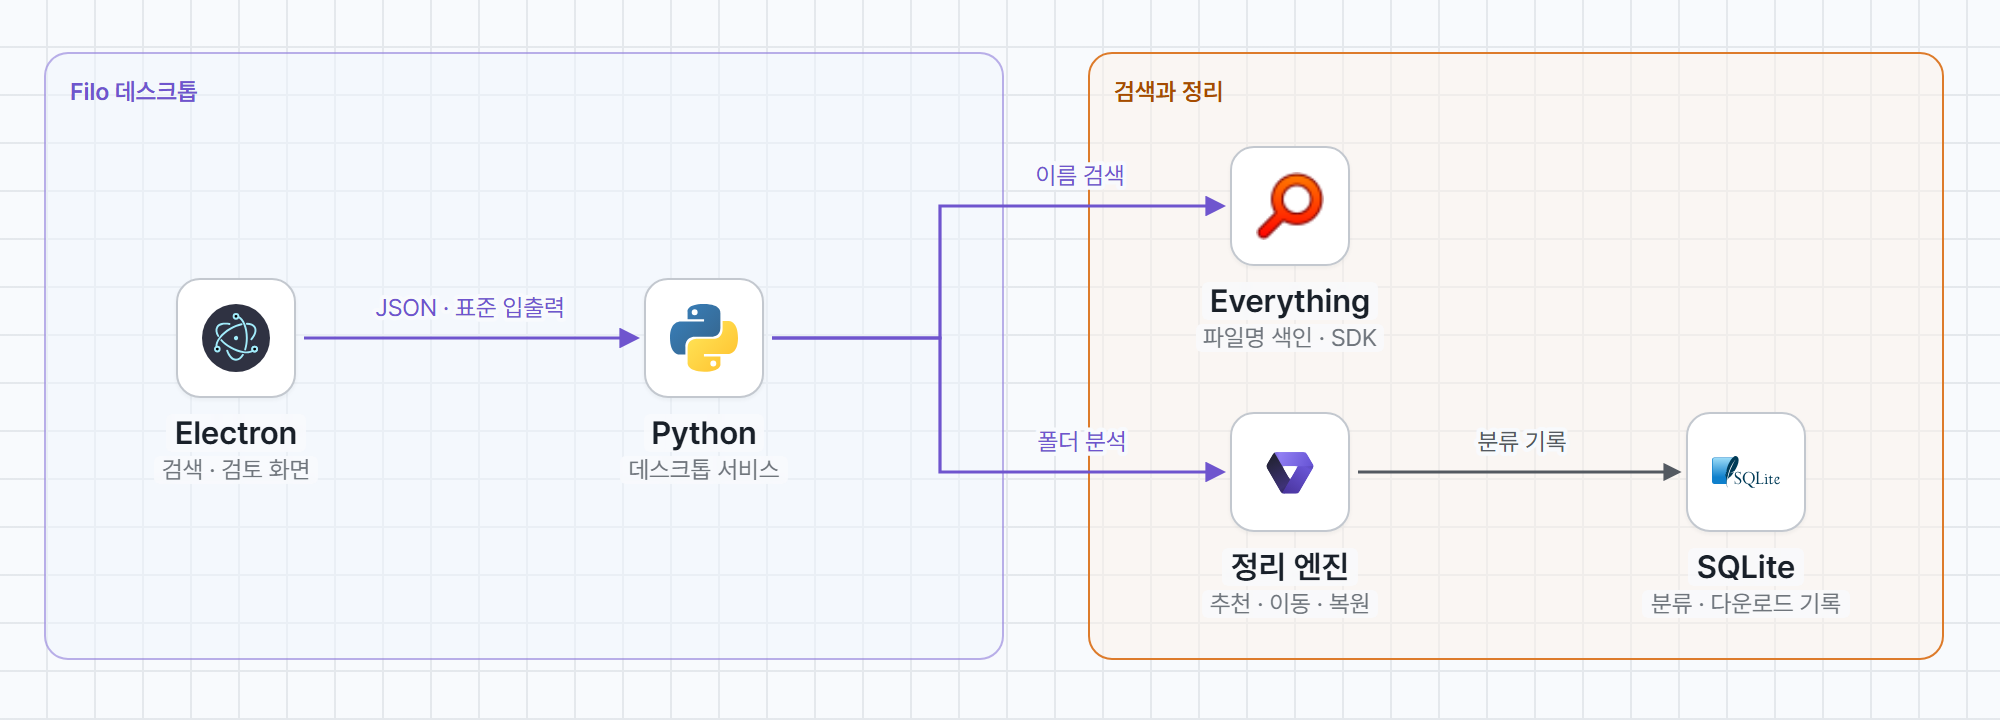 Filo 데스크톱
검색과 정리
이름 검색
JSON · 표준 입출력
Everything
파일명 색인 · SDK
Electron
검색 · 검토 화면
Python
데스크톱 서비스
폴더 분석
분류 기록
SQLite
정리 엔진
추천 · 이동 · 복원
SQLite
분류 · 다운로드 기록